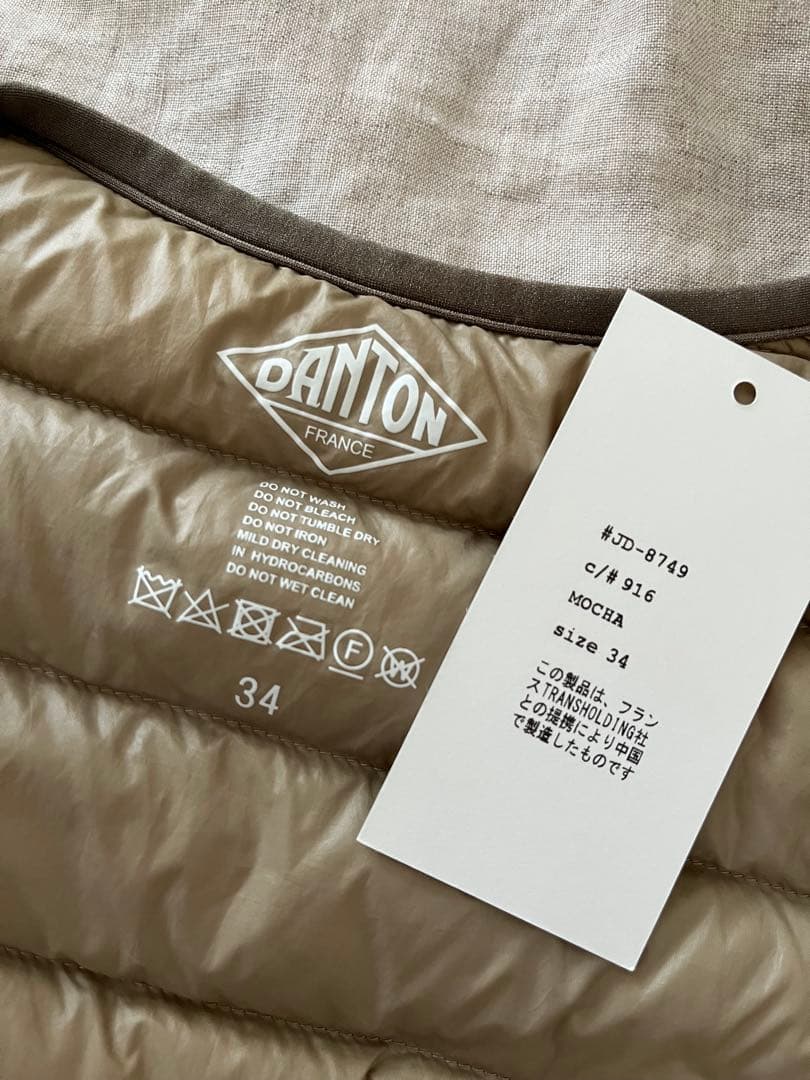 DANTON
FRANCE
DO NOT WASH
DO NOT BLEACH
DO NOT TUMBLE DRY
DO NOT IRON
MILD DRY CLEANING
IN HYDROCARBONS
DO NOT WET CLEAN
F
W
34
#JD-8749
c/# 916
MOCHA
size 34
この製品は、フラン
スTRANSHOLDING社
との提携により中国
で製造したものです